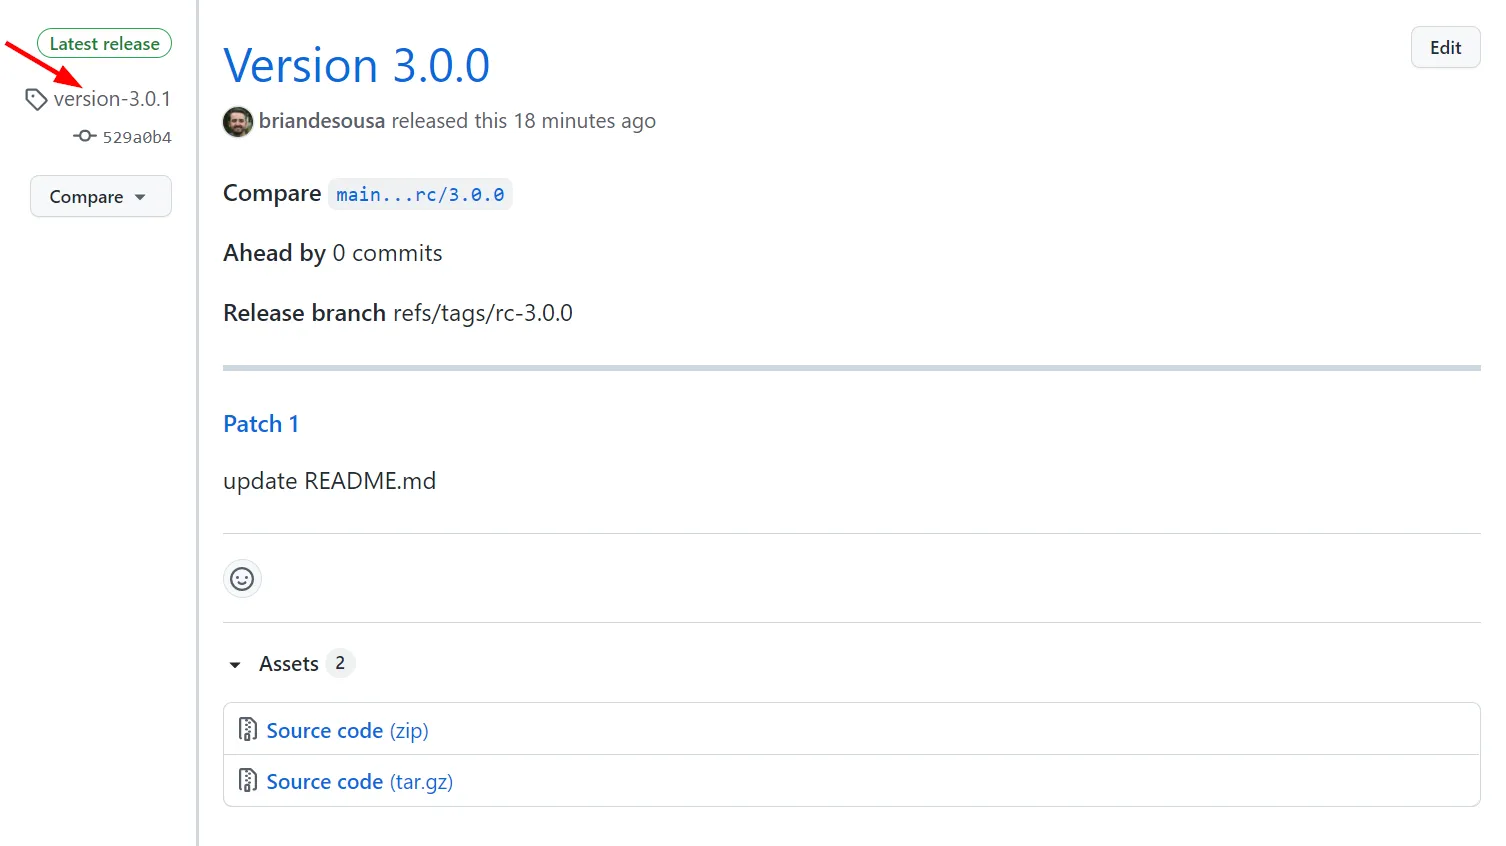 Latest release
version-3.0.1
529a0b4
Compare
Version 3.0.0
Edit
briandesousa released this 18 minutes ago
Compare main...rc/3.0.0
Ahead by 0 commits
Release branch refs/tags/rc-3.0.0
Patch 1
update README.md
Assets 2
Source code (zip)
Source code (tar.gz)